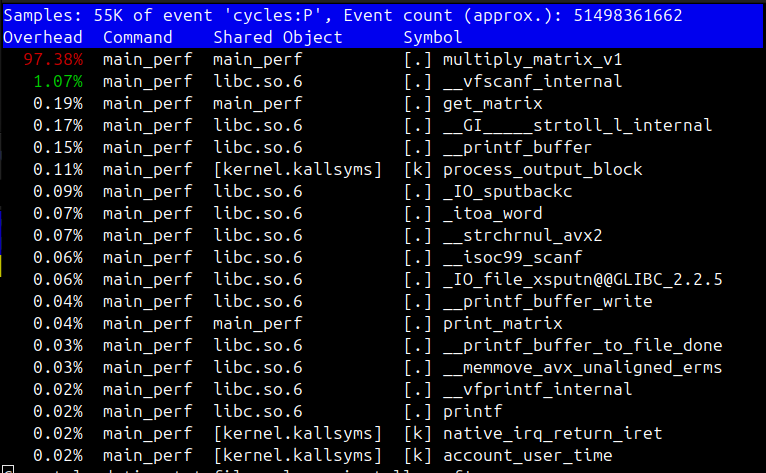 Samples: 55K of event 'cycles:P', Event count (approx.): 51498361662
Overhead  Command    Shared Object      Symbol
  97.38%  main_perf  main_perf          [.] multiply_matrix_v1
   1.07%  main_perf  libc.so.6          [.] __vfscanf_internal
   0.19%  main_perf  main_perf          [.] get_matrix
   0.17%  main_perf  libc.so.6          [.] __GI_____strtoll_l_internal
   0.15%  main_perf  libc.so.6          [.] __printf_buffer
   0.11%  main_perf  [kernel.kallsyms]  [k] process_output_block
   0.09%  main_perf  libc.so.6          [.] _IO_sputbackc
   0.07%  main_perf  libc.so.6          [.] _itoa_word
   0.07%  main_perf  libc.so.6          [.] __strchrnul_avx2
   0.06%  main_perf  libc.so.6          [.] __isoc99_scanf
   0.06%  main_perf  libc.so.6          [.] _IO_file_xsputn@@GLIBC_2.2.5
   0.04%  main_perf  libc.so.6          [.] __printf_buffer_write
   0.04%  main_perf  main_perf          [.] print_matrix
   0.03%  main_perf  libc.so.6          [.] __printf_buffer_to_file_done
   0.03%  main_perf  libc.so.6          [.] __memmove_avx_unaligned_erms
   0.02%  main_perf  libc.so.6          [.] __vfprintf_internal
   0.02%  main_perf  libc.so.6          [.] printf
   0.02%  main_perf  [kernel.kallsyms]  [k] native_irq_return_iret
   0.02%  main_perf  [kernel.kallsyms]  [k] account_user_time